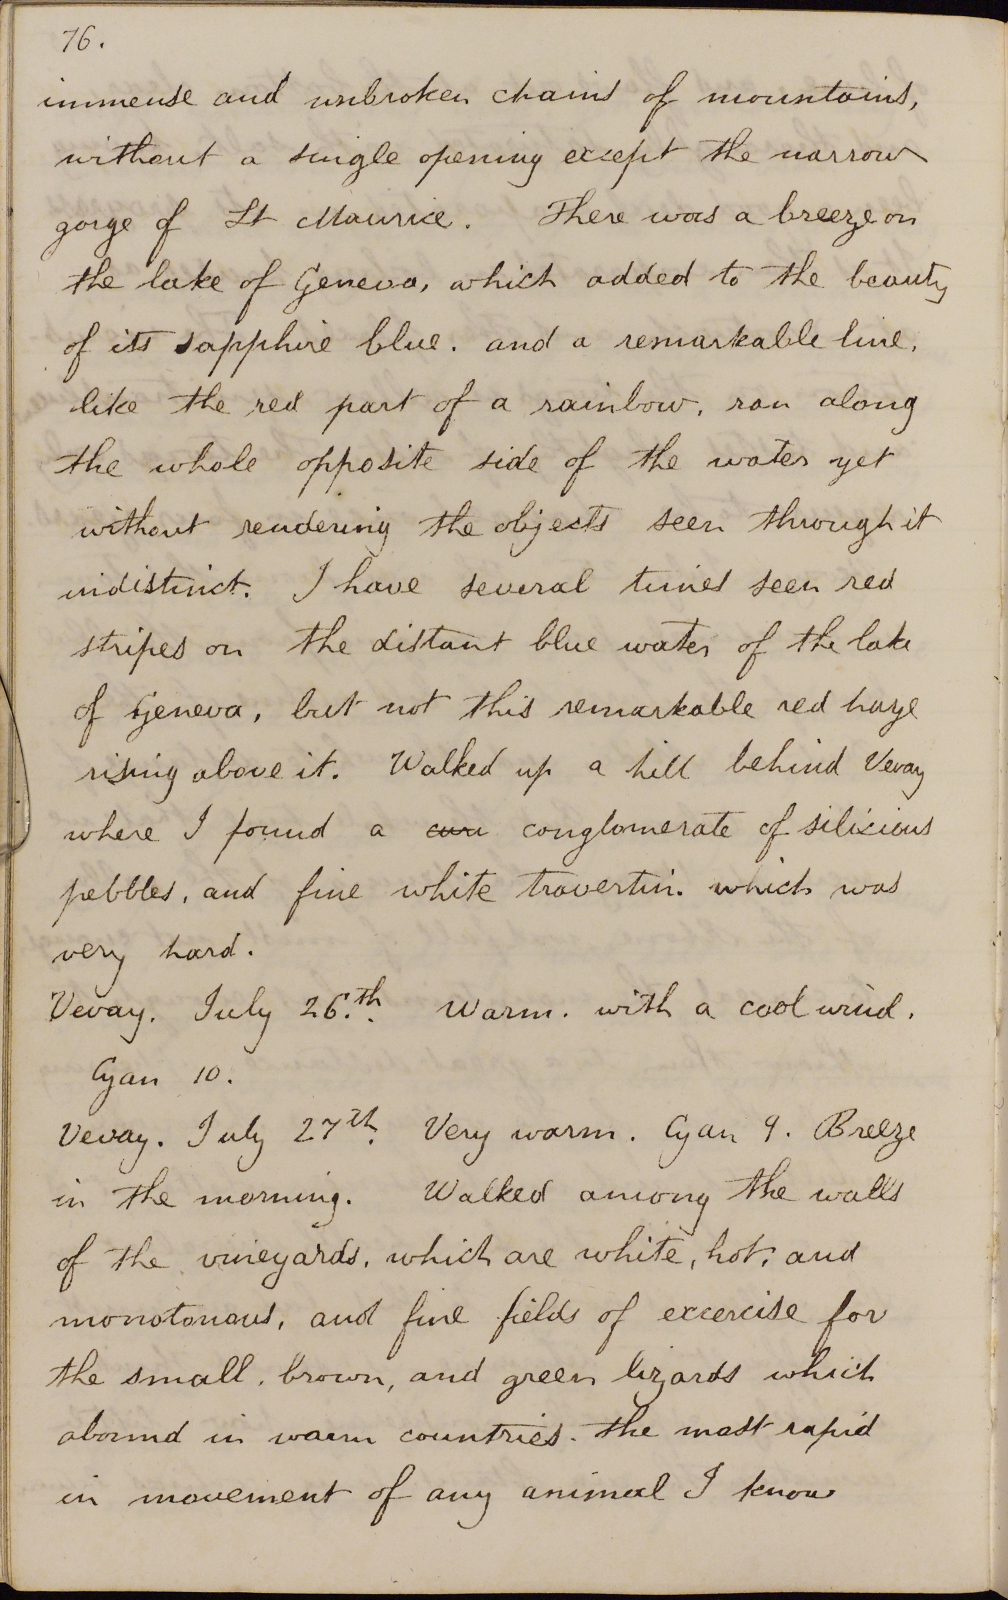 76.
immense and unbroken chains of mountains,
without a single opening except the narrow
gorge of St Maurice. There was a breeze on
the lake of Geneva, which added to the beauty
of its sapphire blue. and a remarkable line,
like the red part of a rainbow, ran along
the whole opposite side of the water yet
without rendering the objects seen through it
indistinct. I have several times seen red
stripes on the distant blue water of the lake
of Geneva, but not this remarkable red haze
rising above it. Walked up a hill behind Vevay
where I found a conglomerate of silicious
pebbles, and fine white travertin. which was
very hard.
Vevay. July 26.th. Warm. with a cool wind.
Cyan 10.
Vevay. July 27th. Very warm. Cyan 9. Breeze
in the morning. Walked among the walls
of the vineyards. which are white, hot, and
monotonous, and fine fields of excercise for
the small, brown, and green lizards which
abound in warm countries. the most rapid
in movement of any animal I know